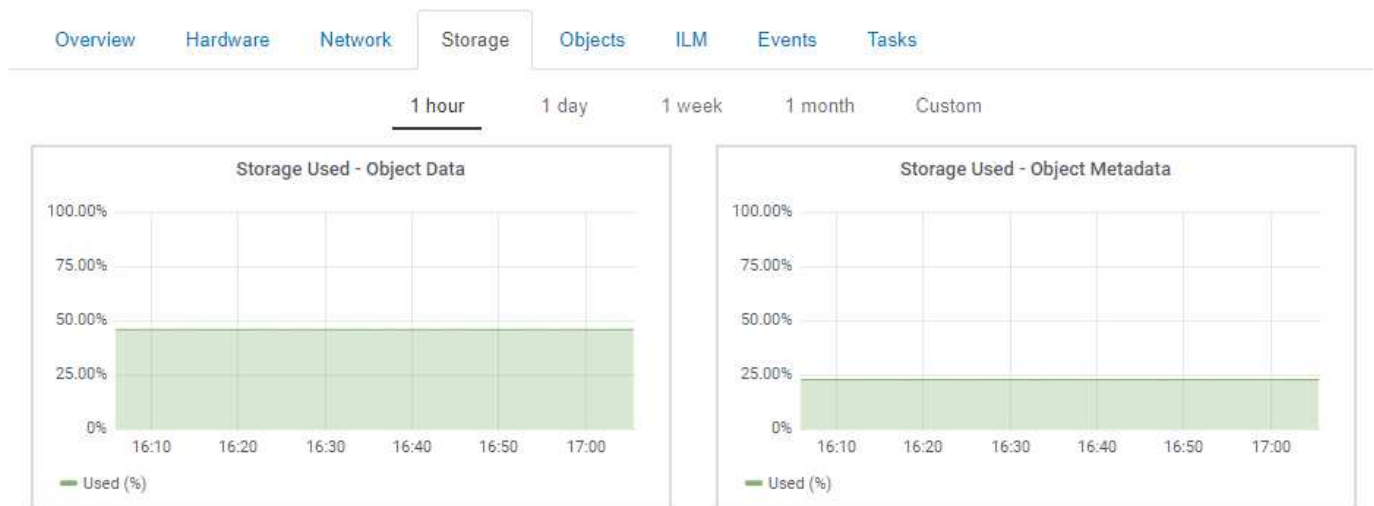 Overview Hardware Network Storage Objects ILM Events Tasks
1 hour 1 day 1 week 1 month Custom
Storage Used - Object Data
100.00%
75.00%
50.00%
25.00%
0%
16:10 16:20 16:30 16:40 16:50 17:00
Used (%)
Storage Used - Object Metadata
100.00%
75.00%
50.00%
25.00%
0%
16:10 16:20 16:30 16:40 16:50 17:00
Used (%)